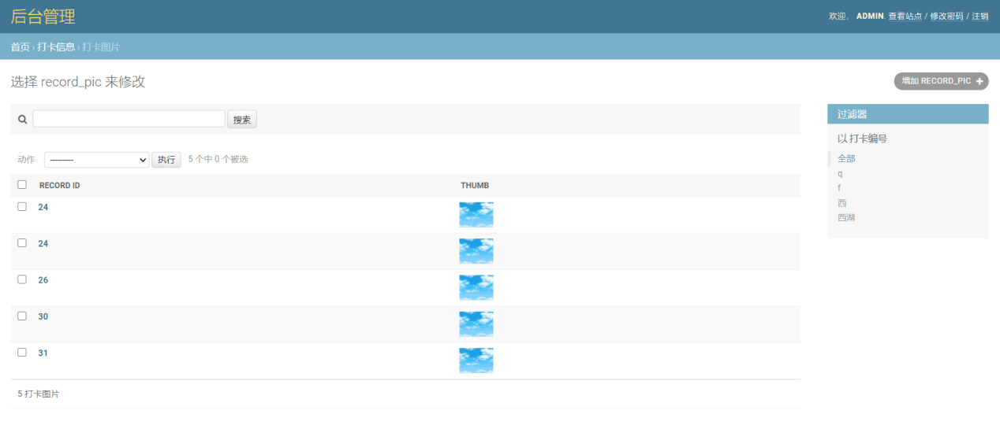 后台管理
欢迎， ADMIN. 查看站点 / 修改密码 / 注销
首页 › 打卡信息 › 打卡图片
选择 record_pic 来修改
增加 RECORD_PIC +
搜索
过滤器
以 打卡编号
全部
q
f
西
西湖
动作 --------- 执行 5 个中 0 个被选
RECORD ID THUMB
24
24
26
30
31
5 打卡图片